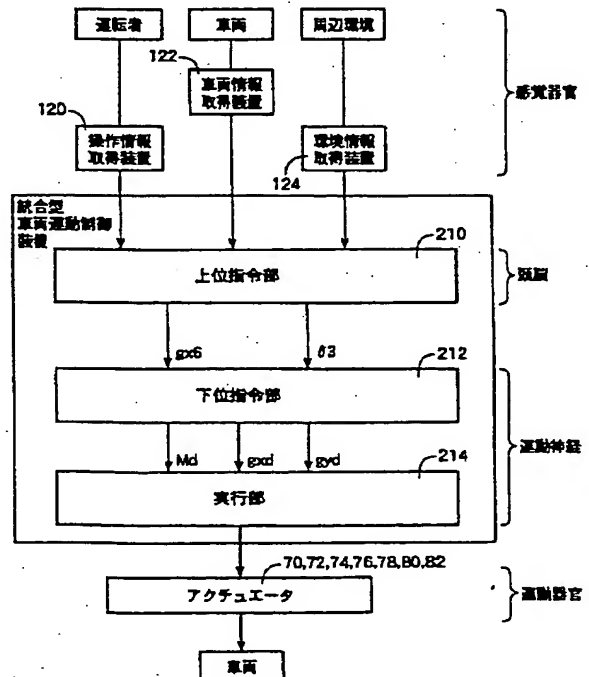 運転者
車両
周辺環境
122
車両情報
取得装置
感覚器官
120
操作情報
取得装置
環境情報
取得装置
124
統合型
車両運動制御
装置
210
上位指令部
頭脳
gx6
δ3
212
下位指令部
運動神経
Md
gxd
gyd
214
実行部
70,72,74,76,78,80,82
アクチュエータ
運動器官
車両